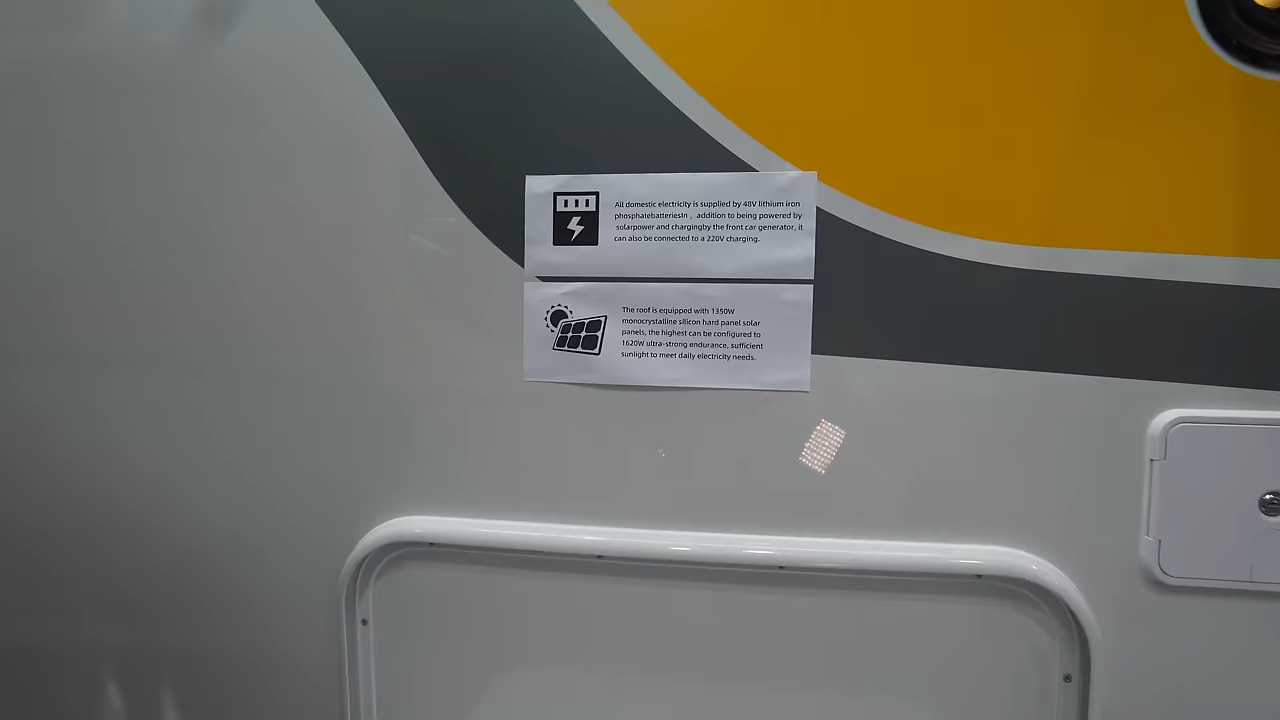 All domestic electricity is supplied by 48V lithium iron
phosphatebatteriesIn , addition to being powered by
solarpower and chargingby the front car generator, it
can also be connected to a 220V charging.
The roof is equipped with 1350W
monocrystalline silicon hard panel solar
panels, the highest can be configured to
1620W ultra-strong endurance, sufficient
sunlight to meet daily electricity needs.